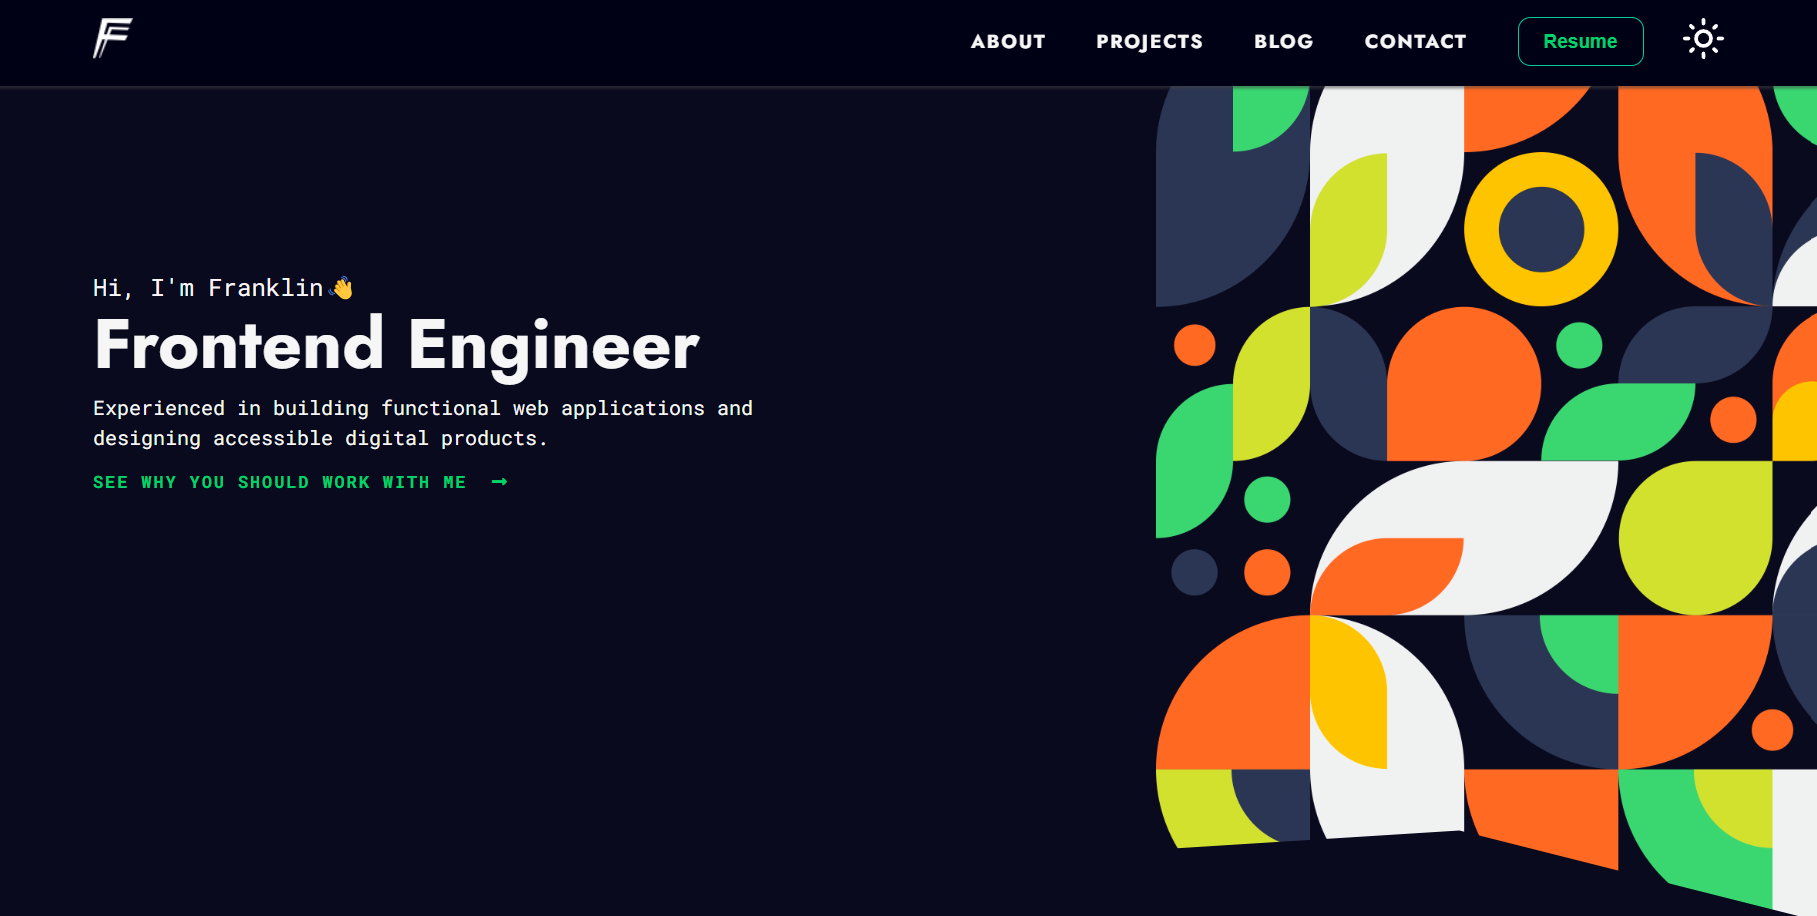 F
ABOUT PROJECTS BLOG CONTACT Resume
Hi, I'm Franklin👋
Frontend Engineer
Experienced in building functional web applications and
designing accessible digital products.
SEE WHY YOU SHOULD WORK WITH ME →